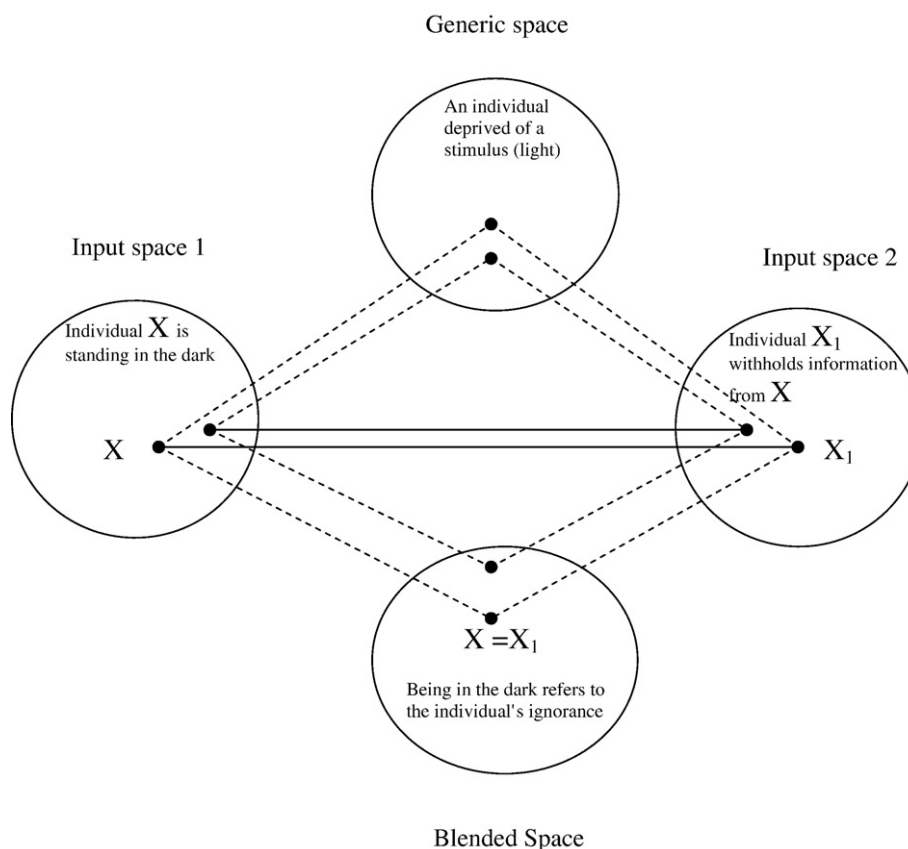 Generic space
An individual
deprived of a
stimulus (light)
Input space 1
Input space 2
Individual X is
standing in the dark
Individual X₁
withholds information
from X
X
X₁
X =X₁
Being in the dark refers to
the individual's ignorance
Blended Space